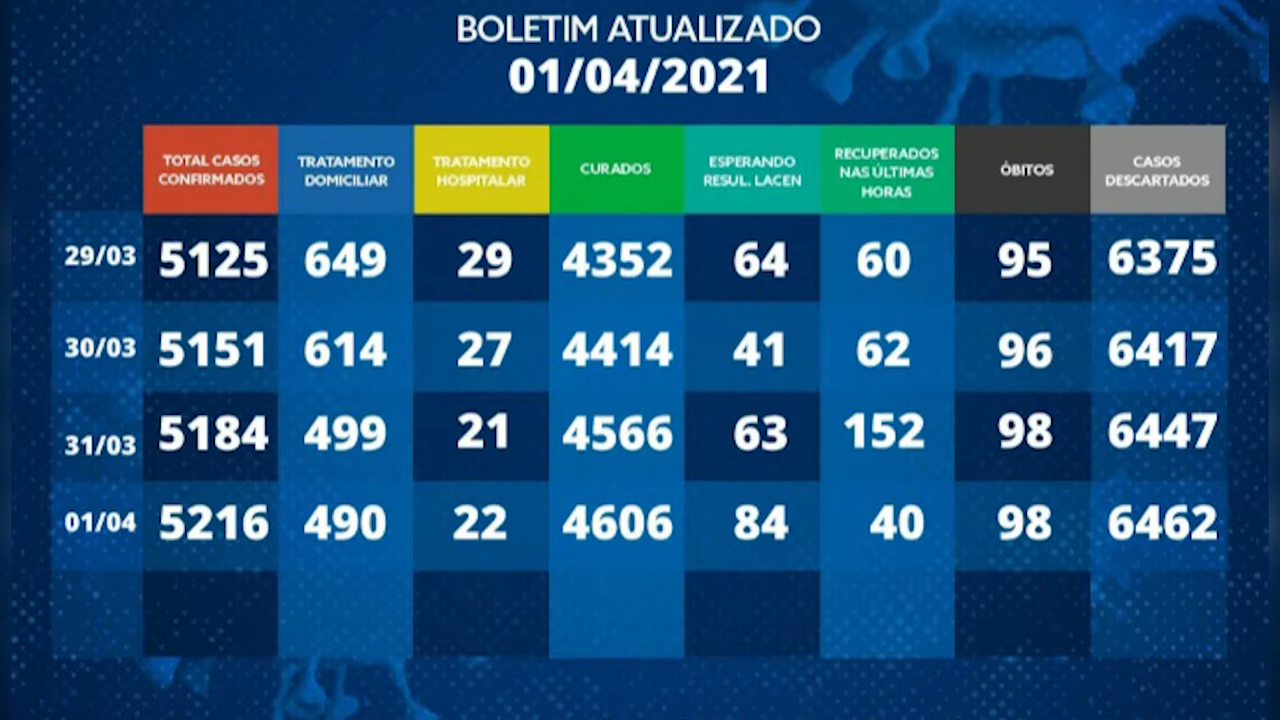 BOLETIM ATUALIZADO
01/04/2021
TOTAL CASOS CONFIRMADOS TRATAMENTO DOMICILIAR TRATAMENTO HOSPITALAR CURADOS ESPERANDO RESUL. LACEN RECUPERADOS NAS ÚLTIMAS HORAS ÓBITOS CASOS DESCARTADOS
29/03 5125 649 29 4352 64 60 95 6375
30/03 5151 614 27 4414 41 62 96 6417
31/03 5184 499 21 4566 63 152 98 6447
01/04 5216 490 22 4606 84 40 98 6462